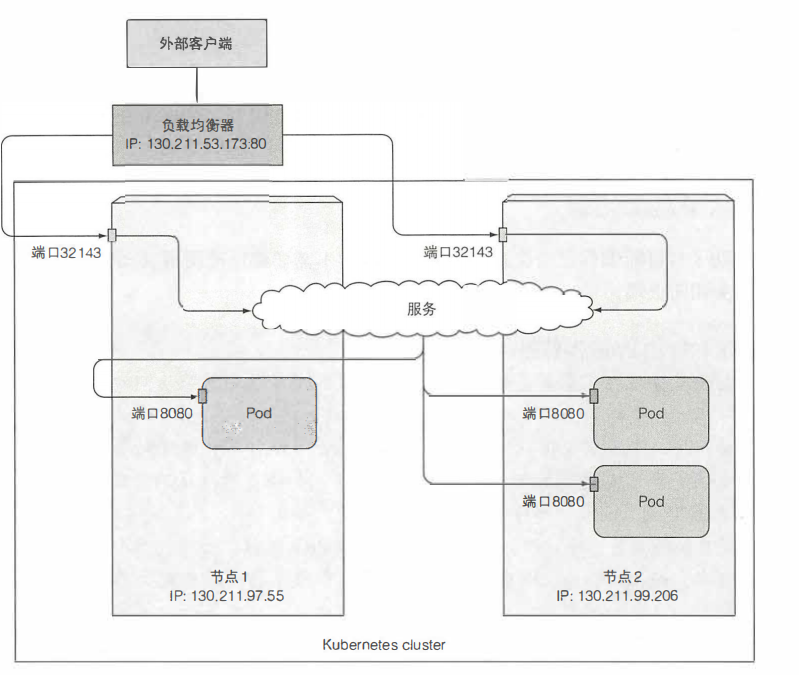 外部客户端
负载均衡器
IP: 130.211.53.173:80
端口32143
端口32143
服务
端口8080
Pod
端口8080
Pod
端口8080
Pod
节点1
IP: 130.211.97.55
节点2
IP: 130.211.99.206
Kubernetes cluster